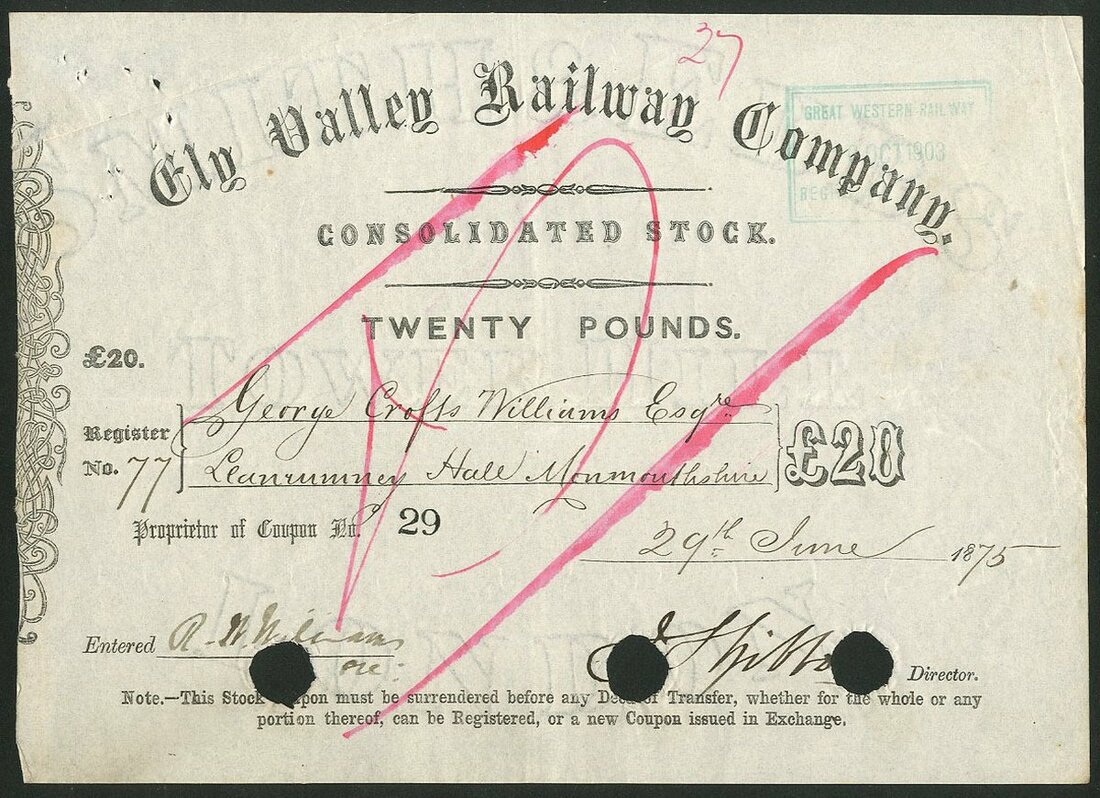 27
Ely Valley Railway Company.
GREAT WESTERN RAILWAY
OCT 1903
CONSOLIDATED STOCK.
TWENTY POUNDS.
£20.
George Crofts Williams Esqre
Register
No. 77
Llanrumney Hall Monmouthshire
£20
Proprietor of Coupon No. 29
29th June 1875
Entered R. W. Williams
Director.
Note.—This Stock must be surrendered before any of Transfer, whether for the whole or any
portion thereof, can be Registered, or a new Coupon issued in Exchange.